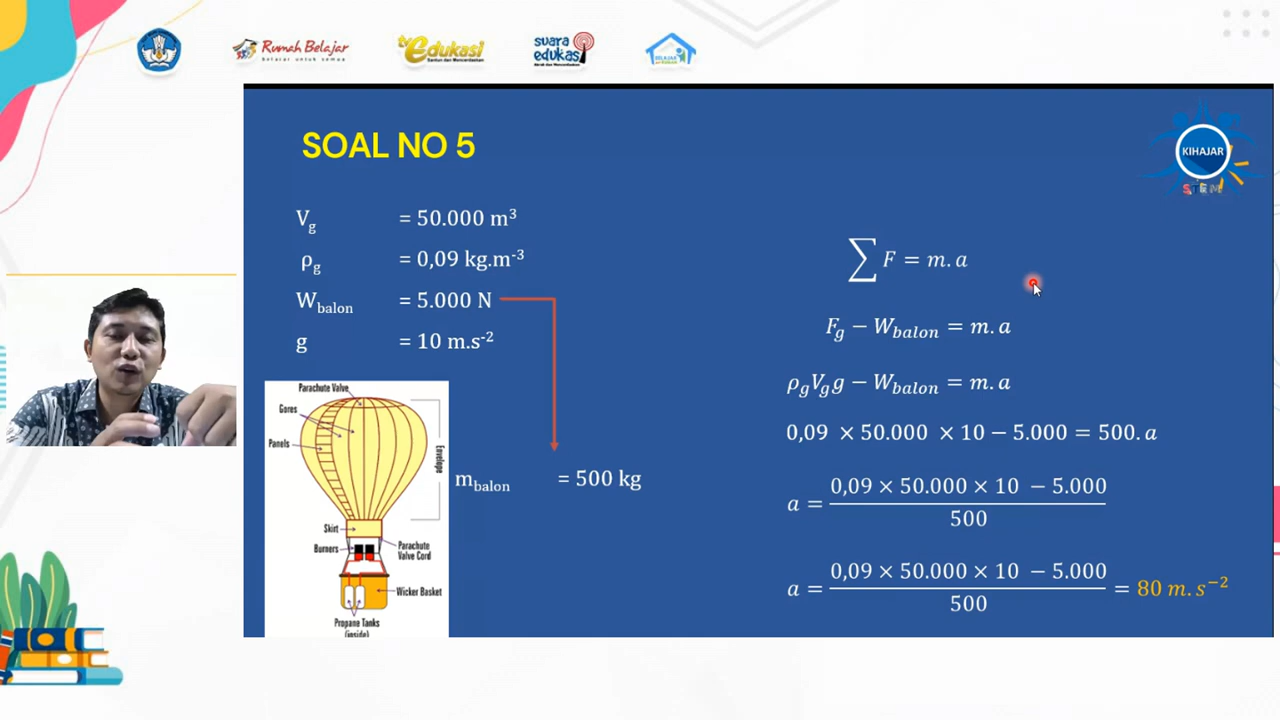 Rumah Belajar
belajar untuk semua
tv Edukasi
Santun dan Mencerdaskan
suara edukasi
BELAJAR
KIHAJAR
STEM
SOAL NO 5
V_g = 50.000 m³
ρ_g = 0,09 kg.m⁻³
W_balon = 5.000 N
g = 10 m.s⁻²
m_balon = 500 kg
Parachute Valve
Gores
Panels
Envelope
Skirt
Burners
Parachute Valve Cord
Wicker Basket
Propane Tanks
(inside)
∑ F = m. a
F_g − W_balon = m. a
ρ_g V_g g − W_balon = m. a
0,09 × 50.000 × 10 − 5.000 = 500. a
a = (0,09 × 50.000 × 10 − 5.000) / 500
a = (0,09 × 50.000 × 10 − 5.000) / 500 = 80 m. s⁻²